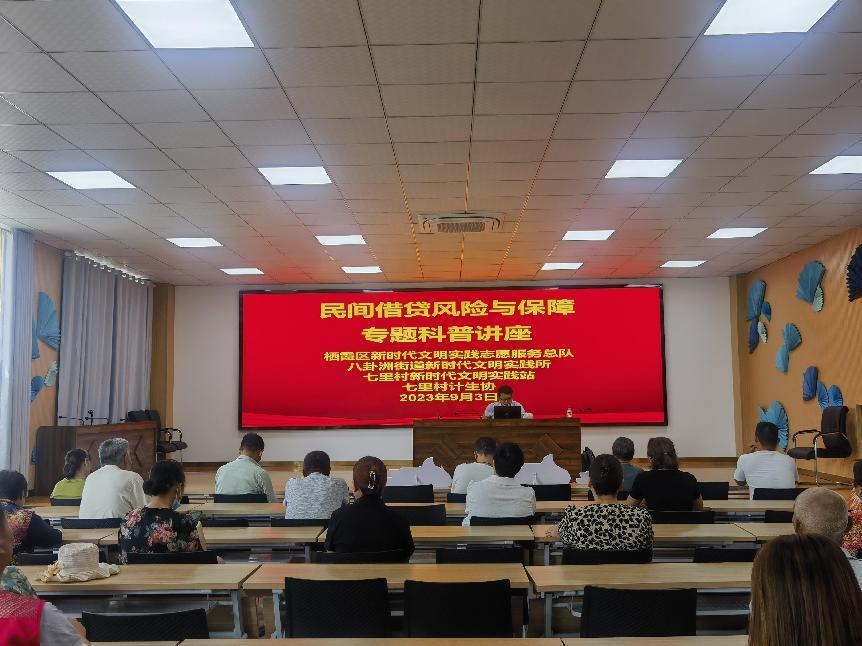 民间借贷风险与保障
专题科普讲座
栖霞区新时代文明实践志愿服务总队
八卦洲街道新时代文明实践所
七里村新时代文明实践站
七里村计生协
2023年9月3日